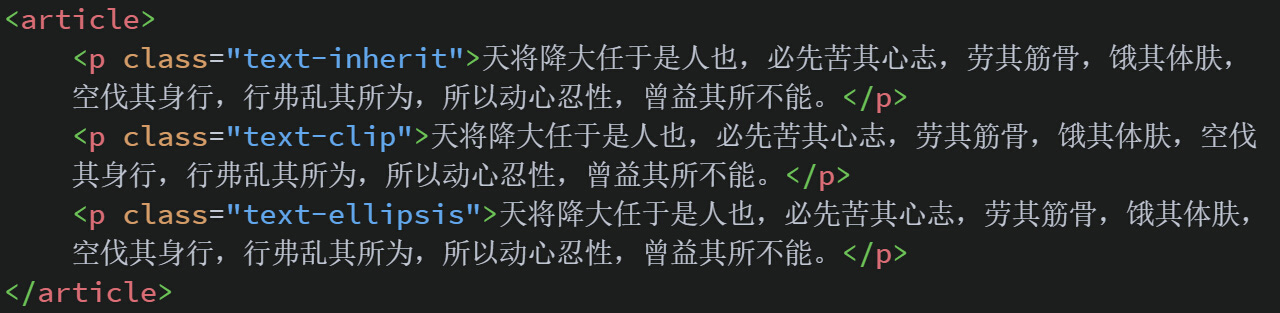 <article>
<p class="text-inherit">天将降大任于是人也，必先苦其心志，劳其筋骨，饿其体肤，
空伐其身行，行弗乱其所为，所以动心忍性，曾益其所不能。</p>
<p class="text-clip">天将降大任于是人也，必先苦其心志，劳其筋骨，饿其体肤，空伐
其身行，行弗乱其所为，所以动心忍性，曾益其所不能。</p>
<p class="text-ellipsis">天将降大任于是人也，必先苦其心志，劳其筋骨，饿其体肤，
空伐其身行，行弗乱其所为，所以动心忍性，曾益其所不能。</p>
</article>